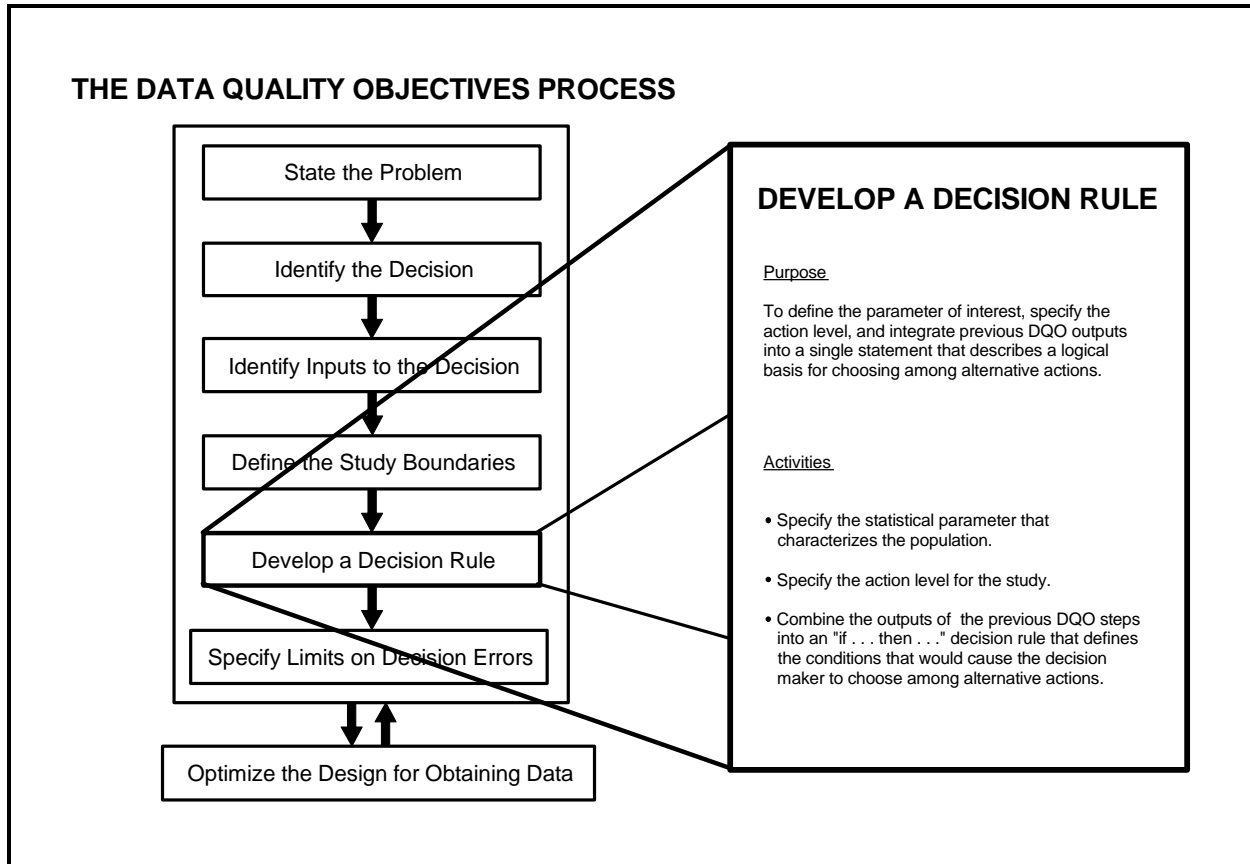 THE DATA QUALITY OBJECTIVES PROCESS
State the Problem
Identify the Decision
Identify Inputs to the Decision
Define the Study Boundaries
Develop a Decision Rule
Specify Limits on Decision Errors
Optimize the Design for Obtaining Data
DEVELOP A DECISION RULE
Purpose
To define the parameter of interest, specify the
action level, and integrate previous DQO outputs
into a single statement that describes a logical
basis for choosing among alternative actions.
Activities
• Specify the statistical parameter that
characterizes the population.
• Specify the action level for the study.
• Combine the outputs of the previous DQO steps
into an "if . . . then . . ." decision rule that defines
the conditions that would cause the decision
maker to choose among alternative actions.